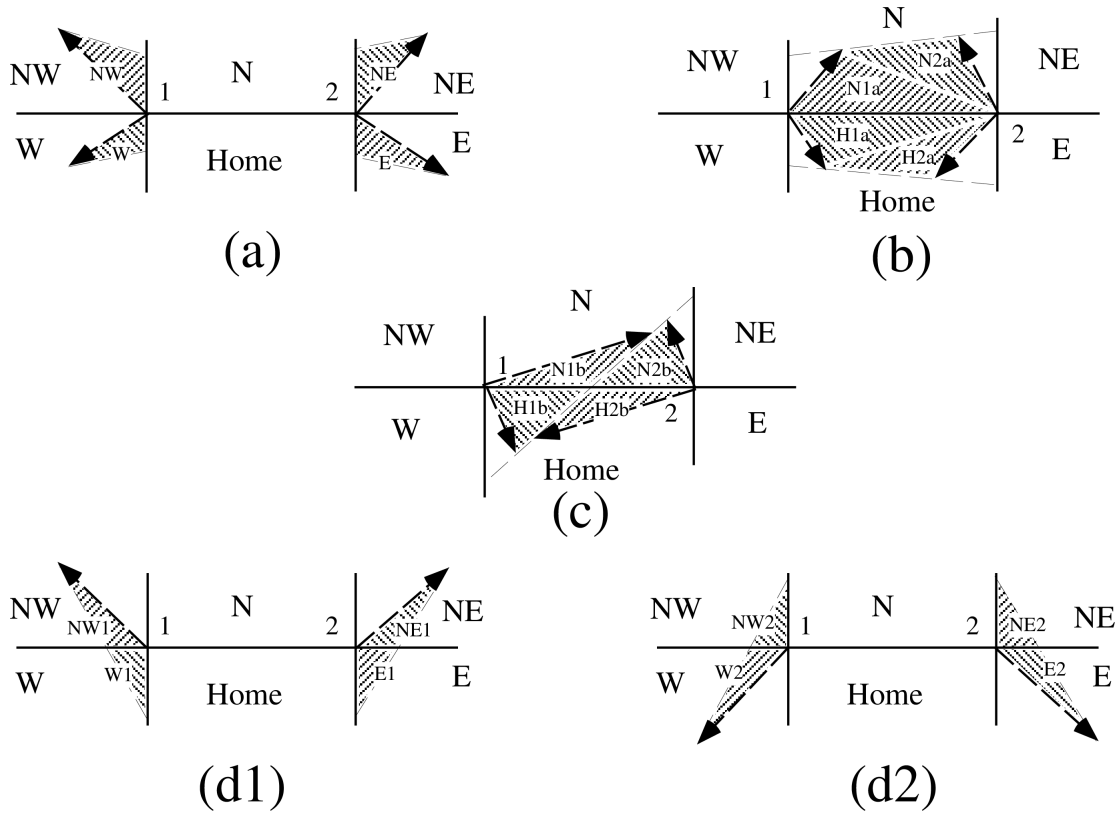 NW N NE
NW NE
1 2
W W E E
Home
(a)
N
NW NE
N2a
N1a
1
H1a
2
W H2a E
Home
(b)
N
NW NE
1
N1b N2b
H1b H2b
W 2 E
Home
(c)
NW N NE
NW1 1 2 NE1
W W1 E1 E
Home
(d1)
NW N NE
NW2 1 2 NE2
W W2 E2 E
Home
(d2)